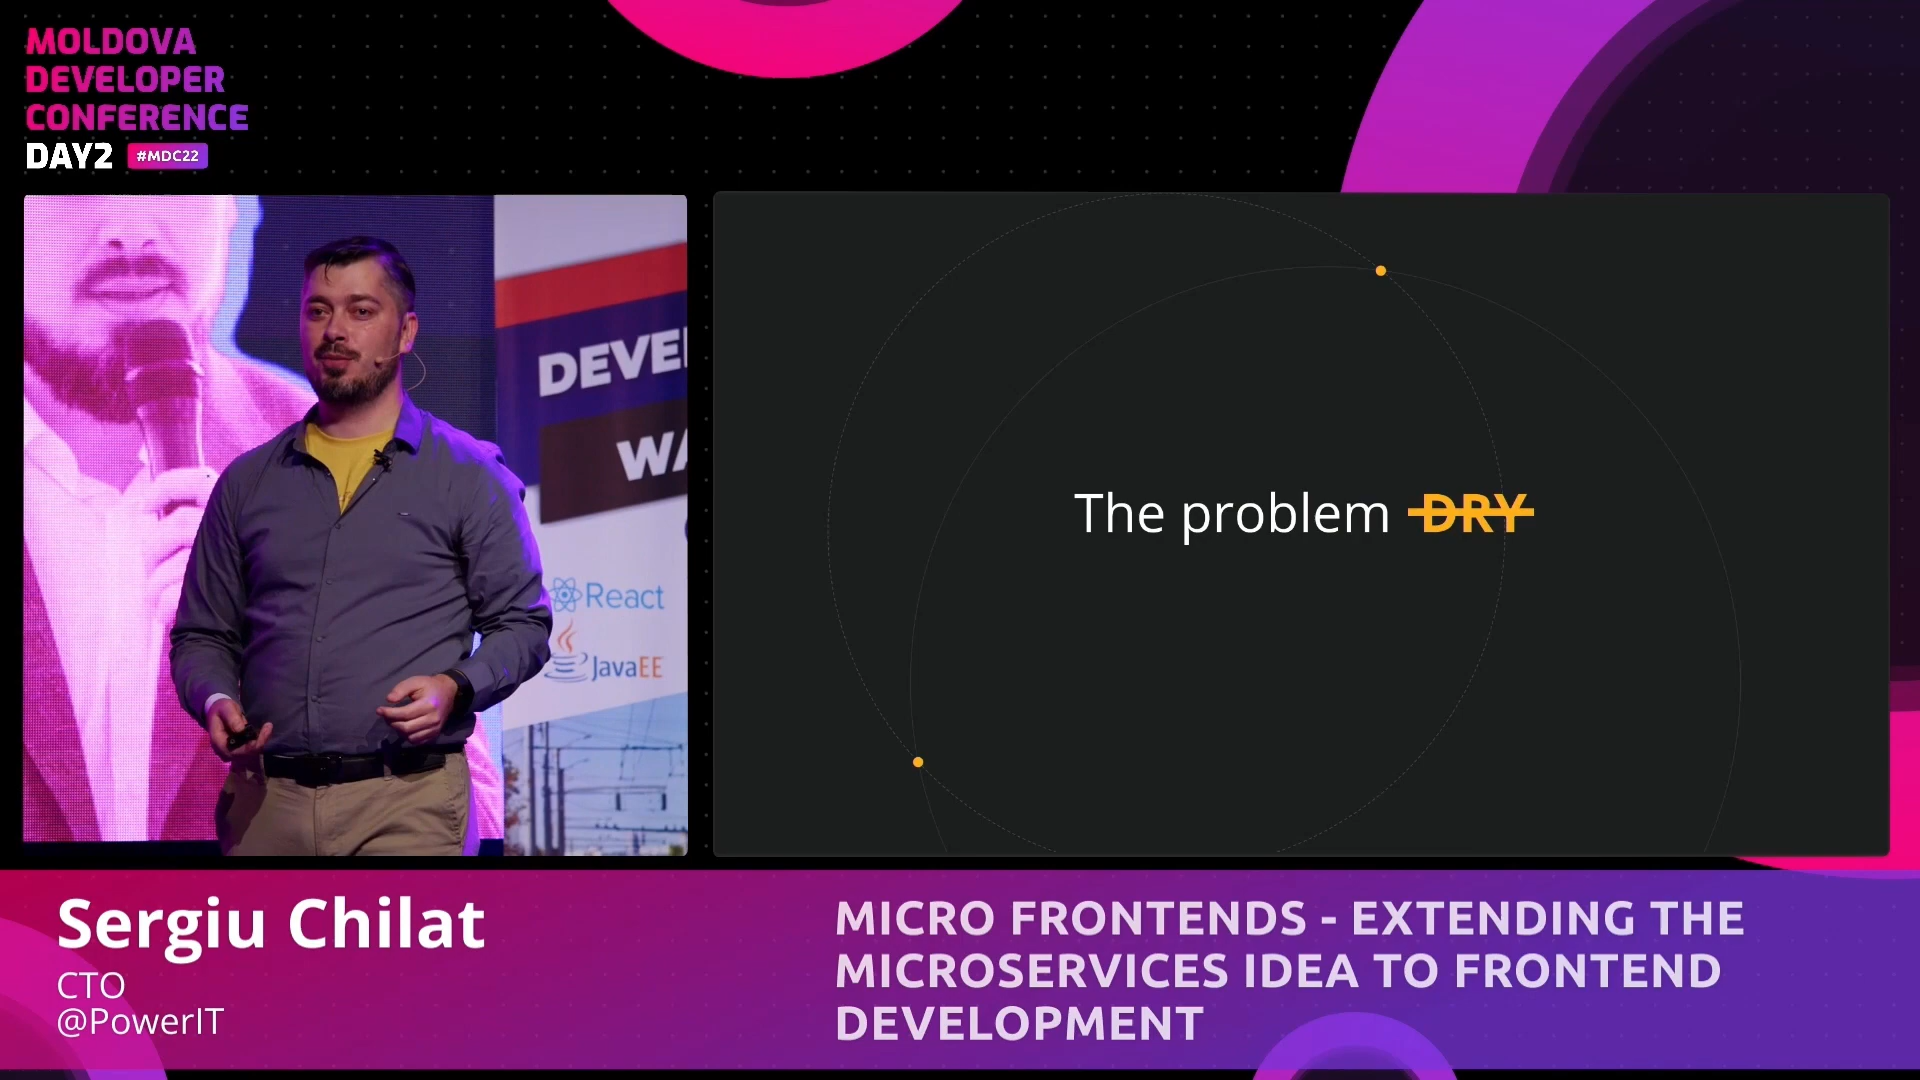 MOLDOVA
DEVELOPER
CONFERENCE
DAY2 #MDC22
DEVE
WA
React
JavaEE
The problem DRY
Sergiu Chilat
CTO
@PowerIT
MICRO FRONTENDS - EXTENDING THE
MICROSERVICES IDEA TO FRONTEND
DEVELOPMENT